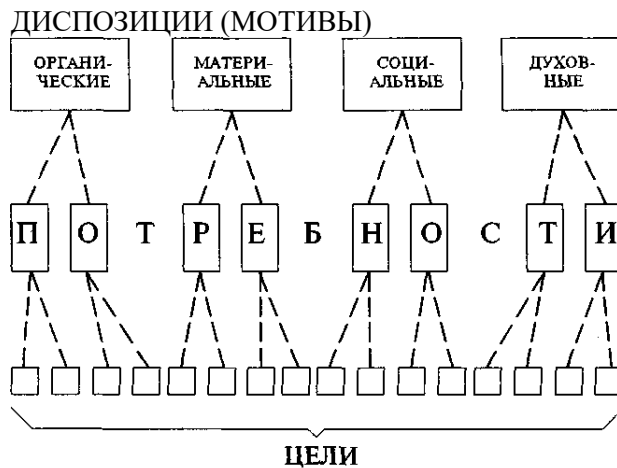 ДИСПОЗИЦИИ (МОТИВЫ)
ОРГАНИ-
ЧЕСКИЕ
МАТЕРИ-
АЛЬНЫЕ
СОЦИ-
АЛЬНЫЕ
ДУХОВ-
НЫЕ
П О Т Р Е Б Н О С Т И
ЦЕЛИ